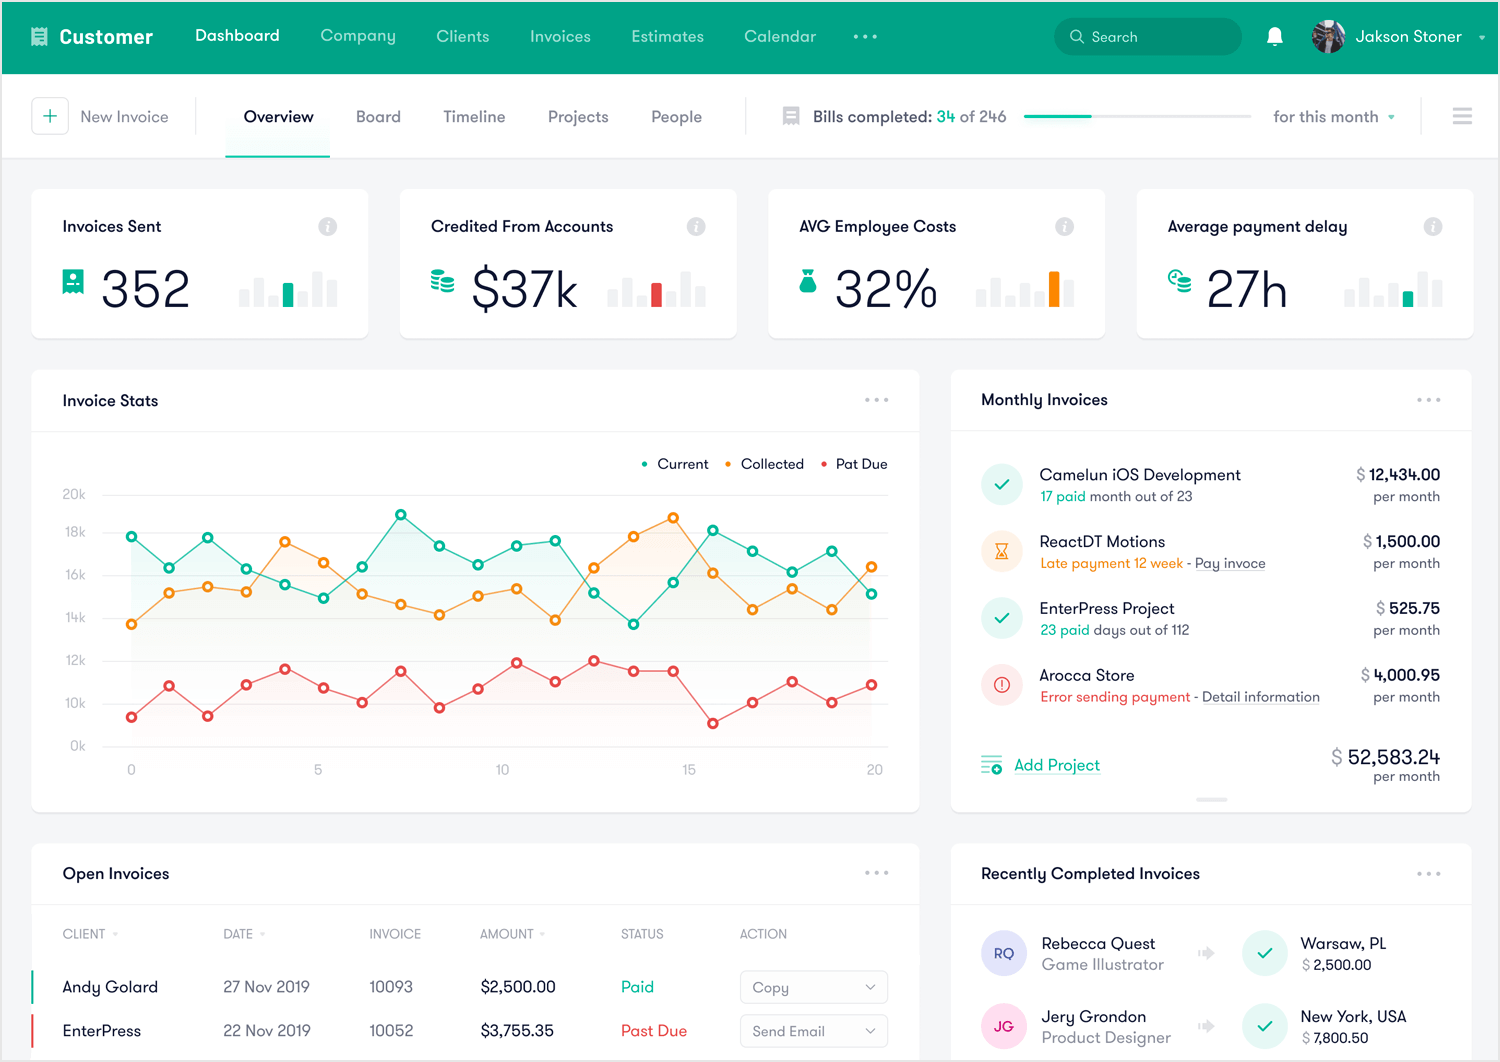 Customer Dashboard Company Clients Invoices Estimates Calendar Search Jakson Stoner
New Invoice Overview Board Timeline Projects People Bills completed: 34 of 246 for this month
Invoices Sent
352
Credited From Accounts
$37k
AVG Employee Costs
32%
Average payment delay
27h
Invoice Stats
Current Collected Pat Due
20k
18k
16k
14k
12k
10k
0k
0 5 10 15 20
Monthly Invoices
Camelun iOS Development $ 12,434.00
17 paid month out of 23 per month
ReactDT Motions $ 1,500.00
Late payment 12 week - Pay invoce per month
EnterPress Project $ 525.75
23 paid days out of 112 per month
Arocca Store $ 4,000.95
Error sending payment - Detail information per month
Add Project $ 52,583.24
per month
Open Invoices
CLIENT DATE INVOICE AMOUNT STATUS ACTION
Andy Golard 27 Nov 2019 10093 $2,500.00 Paid Copy
EnterPress 22 Nov 2019 10052 $3,755.35 Past Due Send Email
Recently Completed Invoices
RQ Rebecca Quest Warsaw, PL
Game Illustrator $ 2,500.00
JG Jery Grondon New York, USA
Product Designer $ 7,800.50